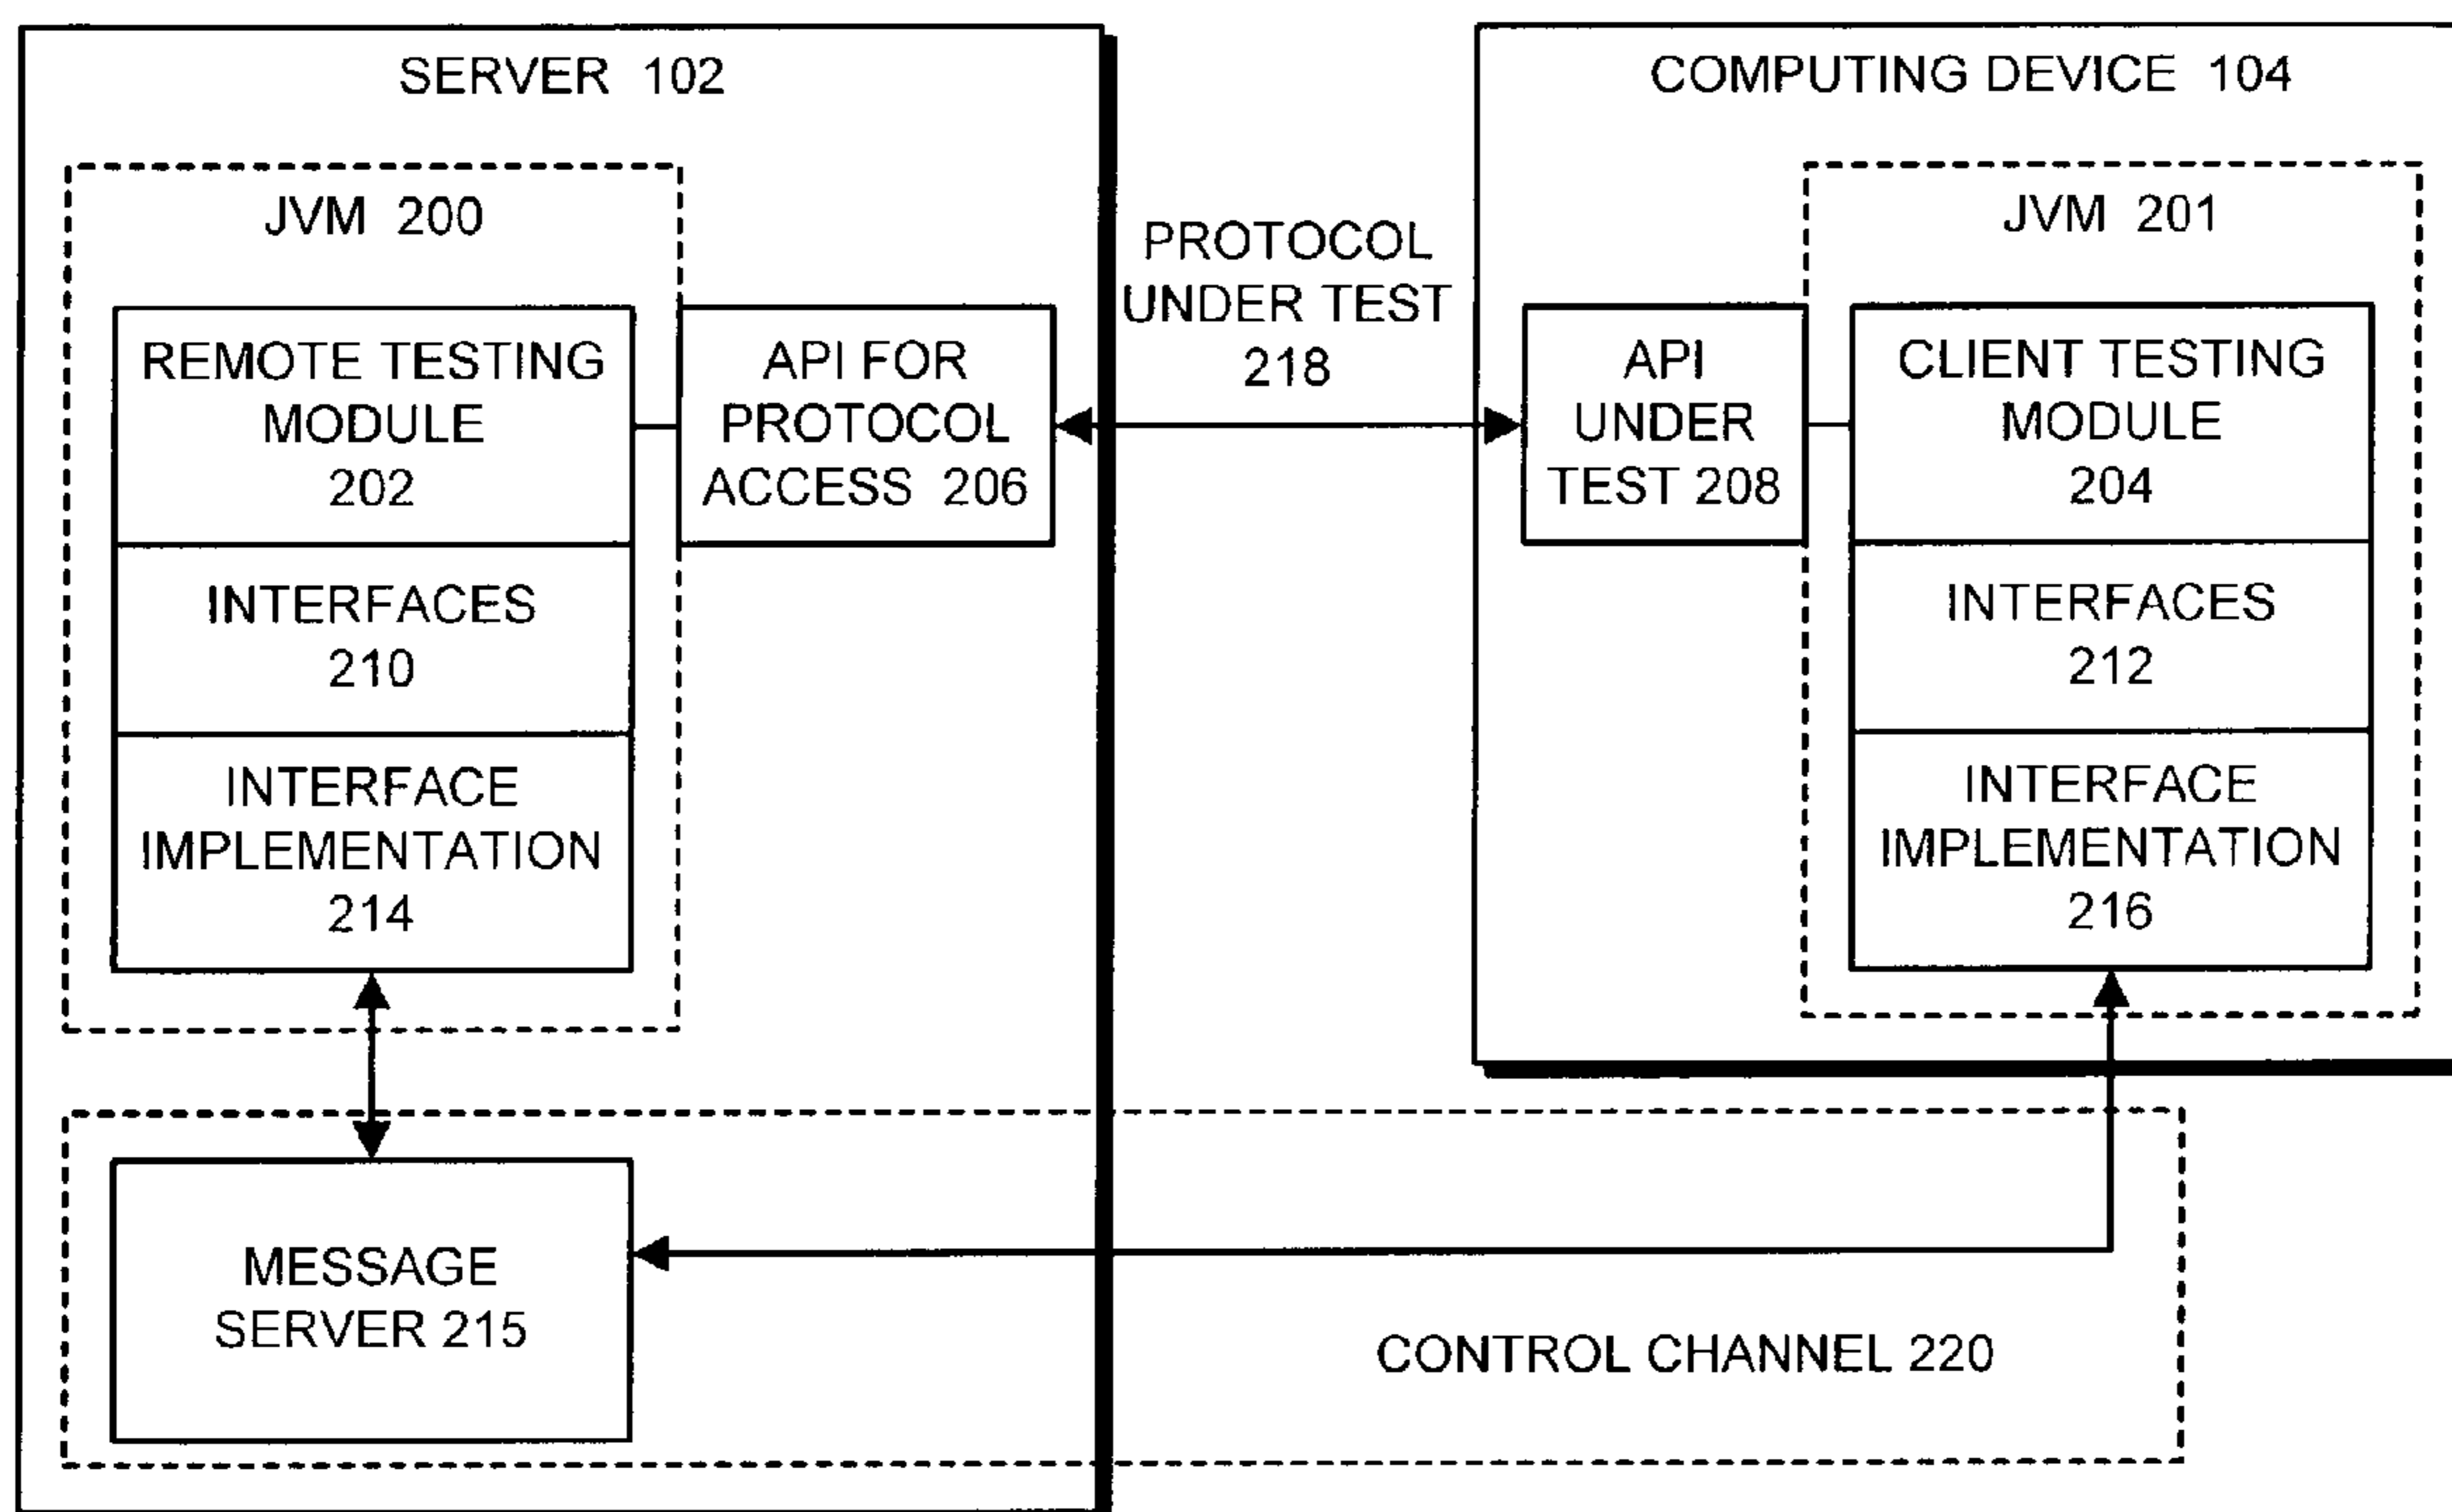 SERVER 102
JVM 200
REMOTE TESTING
MODULE
202
INTERFACES
210
INTERFACE
IMPLEMENTATION
214
API FOR
PROTOCOL
ACCESS 206
MESSAGE
SERVER 215
PROTOCOL
UNDER TEST
218
COMPUTING DEVICE 104
JVM 201
API
UNDER
TEST 208
CLIENT TESTING
MODULE
204
INTERFACES
212
INTERFACE
IMPLEMENTATION
216
CONTROL CHANNEL 220